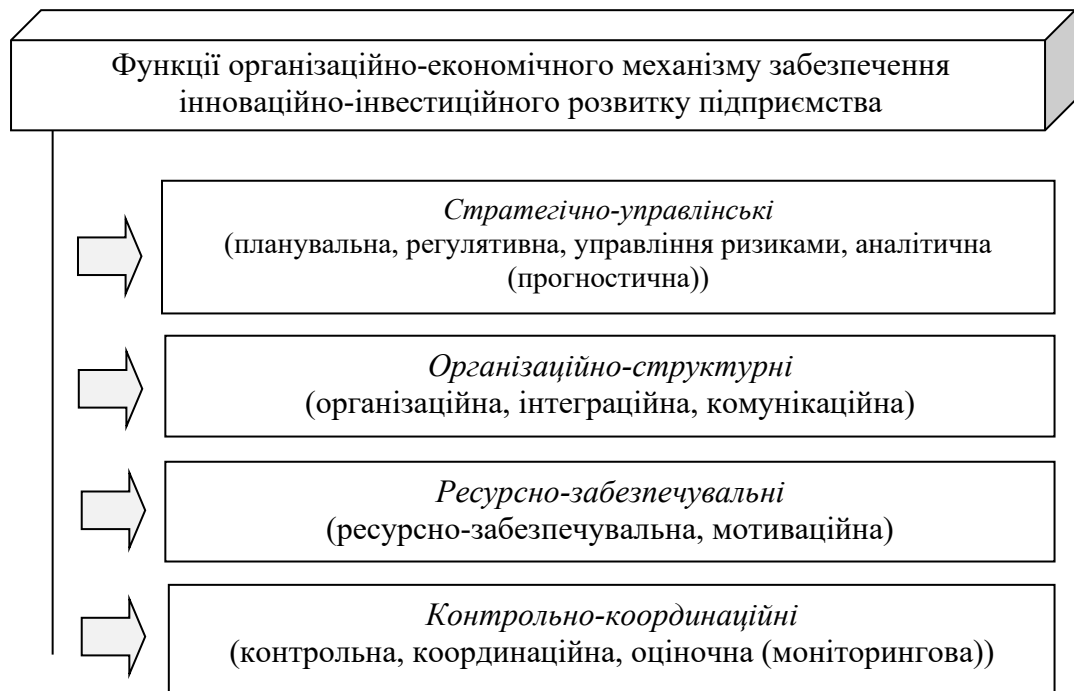 Функції організаційно-економічного механізму забезпечення
інноваційно-інвестиційного розвитку підприємства
Стратегічно-управлінські
(планувальна, регулятивна, управління ризиками, аналітична
(прогностична))
Організаційно-структурні
(організаційна, інтеграційна, комунікаційна)
Ресурсно-забезпечувальні
(ресурсно-забезпечувальна, мотиваційна)
Контрольно-координаційні
(контрольна, координаційна, оціночна (моніторингова))